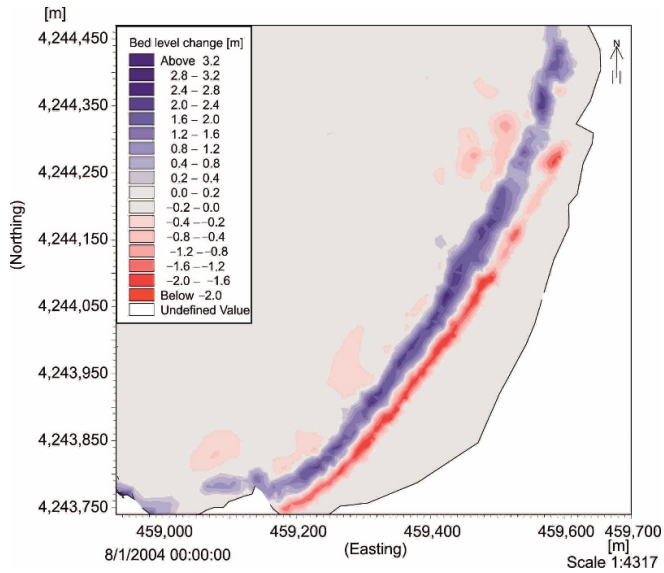 [m]
4,244,450
4,244,350
4,244,250
4,244,150
4,244,050
4,243,950
4,243,850
4,243,750
(Northing)
Bed level change [m]
Above 3.2
2.8 – 3.2
2.4 – 2.8
2.0 – 2.4
1.6 – 2.0
1.2 – 1.6
0.8 – 1.2
0.4 – 0.8
0.2 – 0.4
0.0 – 0.2
−0.2 – 0.0
−0.4 – −0.2
−0.8 – −0.4
−1.2 – −0.8
−1.6 – −1.2
−2.0 – −1.6
Below −2.0
Undefined Value
N
459,000
459,200
459,400
459,600
459,700
[m]
(Easting)
8/1/2004 00:00:00
Scale 1:4317